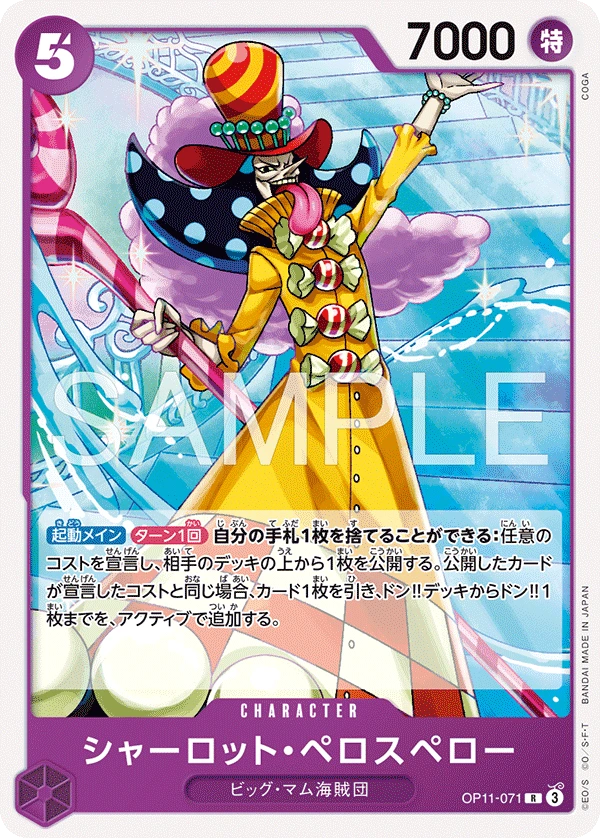 5
7000
特
COGA
SAMPLE
起動メイン ターン1回 自分の手札1枚を捨てることができる:任意の
コストを宣言し、相手のデッキの上から1枚を公開する。公開したカード
が宣言したコストと同じ場合、カード1枚を引き、ドン!!デッキからドン!!1
枚までを、アクティブで追加する。
CHARACTER
シャーロット・ペロスペロー
ビッグ・マム海賊団
OP11-071 R 3
©E.O/S ©O/S・F・T BANDAI MADE IN JAPAN